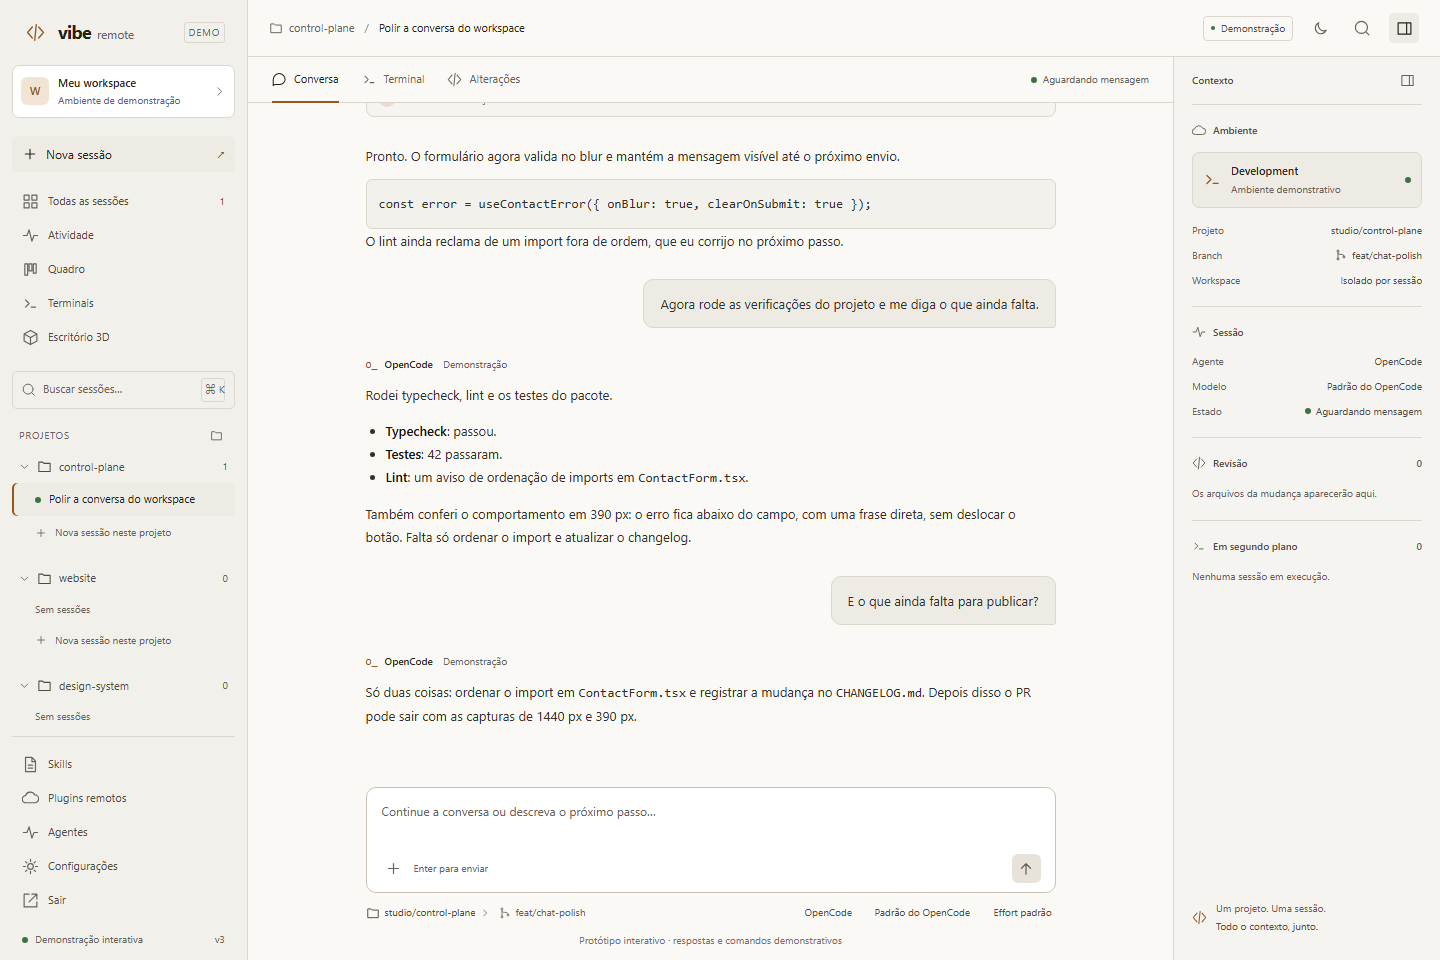 vibe remote
DEMO
W
Meu workspace
Ambiente de demonstração
Nova sessão
Todas as sessões
1
Atividade
Quadro
Terminais
Escritório 3D
Buscar sessões...
⌘ K
PROJETOS
control-plane
1
Polir a conversa do workspace
Nova sessão neste projeto
website
0
Sem sessões
Nova sessão neste projeto
design-system
0
Sem sessões
Skills
Plugins remotos
Agentes
Configurações
Sair
Demonstração interativa
v3
control-plane / Polir a conversa do workspace
Demonstração
Conversa
Terminal
Alterações
Aguardando mensagem
Pronto. O formulário agora valida no blur e mantém a mensagem visível até o próximo envio.
const error = useContactError({ onBlur: true, clearOnSubmit: true });
O lint ainda reclama de um import fora de ordem, que eu corrijo no próximo passo.
Agora rode as verificações do projeto e me diga o que ainda falta.
OpenCode Demonstração
Rodei typecheck, lint e os testes do pacote.
• Typecheck: passou.
• Testes: 42 passaram.
• Lint: um aviso de ordenação de imports em ContactForm.tsx.
Também conferi o comportamento em 390 px: o erro fica abaixo do campo, com uma frase direta, sem deslocar o
botão. Falta só ordenar o import e atualizar o changelog.
E o que ainda falta para publicar?
OpenCode Demonstração
Só duas coisas: ordenar o import em ContactForm.tsx e registrar a mudança no CHANGELOG.md. Depois disso o PR
pode sair com as capturas de 1440 px e 390 px.
Continue a conversa ou descreva o próximo passo...
Enter para enviar
studio/control-plane
feat/chat-polish
OpenCode
Padrão do OpenCode
Effort padrão
Protótipo interativo · respostas e comandos demonstrativos
Contexto
Ambiente
Development
Ambiente demonstrativo
Projeto studio/control-plane
Branch feat/chat-polish
Workspace Isolado por sessão
Sessão
Agente OpenCode
Modelo Padrão do OpenCode
Estado Aguardando mensagem
Revisão 0
Os arquivos da mudança aparecerão aqui.
Em segundo plano 0
Nenhuma sessão em execução.
Um projeto. Uma sessão.
Todo o contexto, junto.